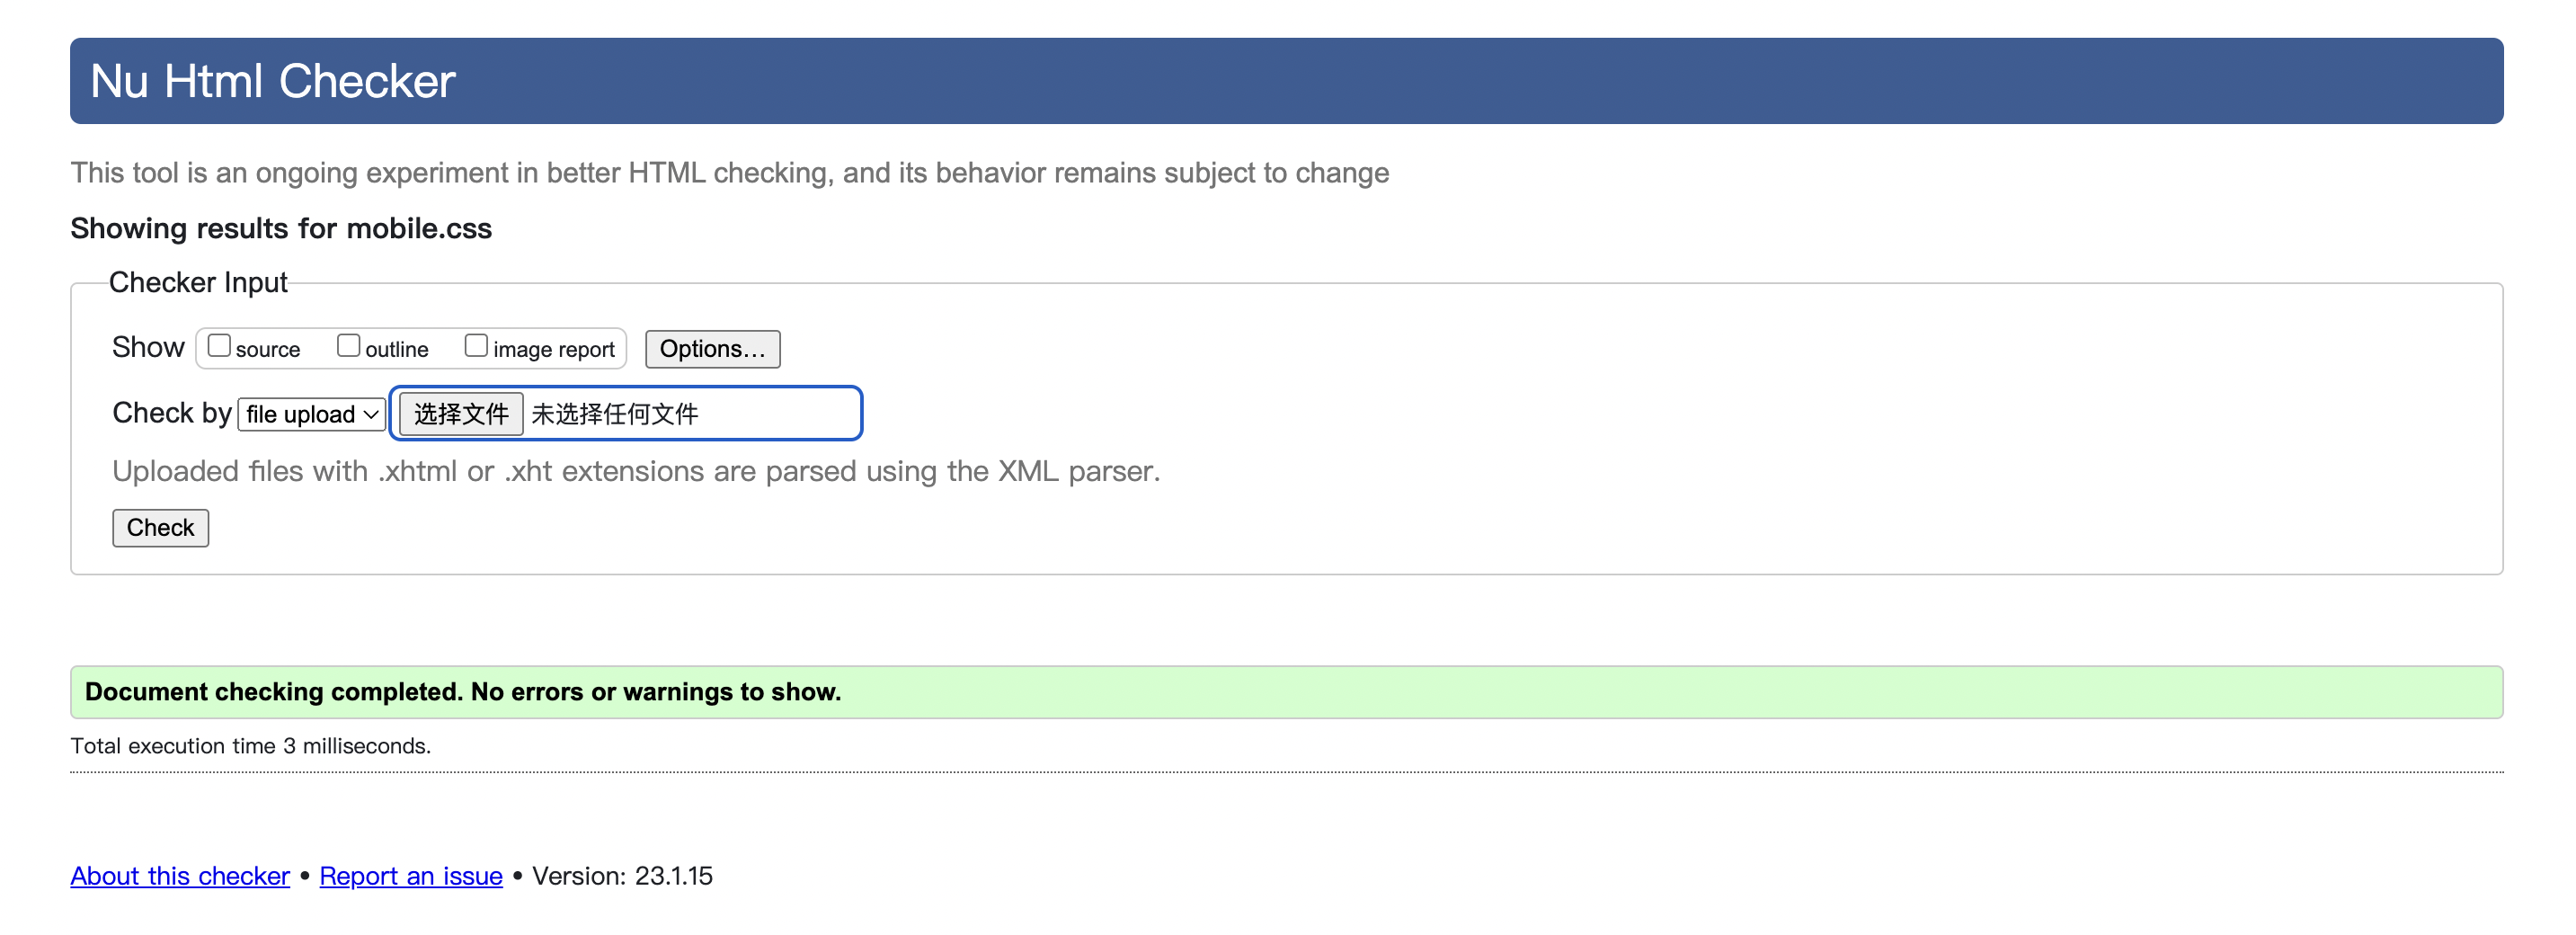 Nu Html Checker
This tool is an ongoing experiment in better HTML checking, and its behavior remains subject to change
Showing results for mobile.css
Checker Input
Show source outline image report Options...
Check by file upload 选择文件 未选择任何文件
Uploaded files with .xhtml or .xht extensions are parsed using the XML parser.
Check
Document checking completed. No errors or warnings to show.
Total execution time 3 milliseconds.
About this checker • Report an issue • Version: 23.1.15